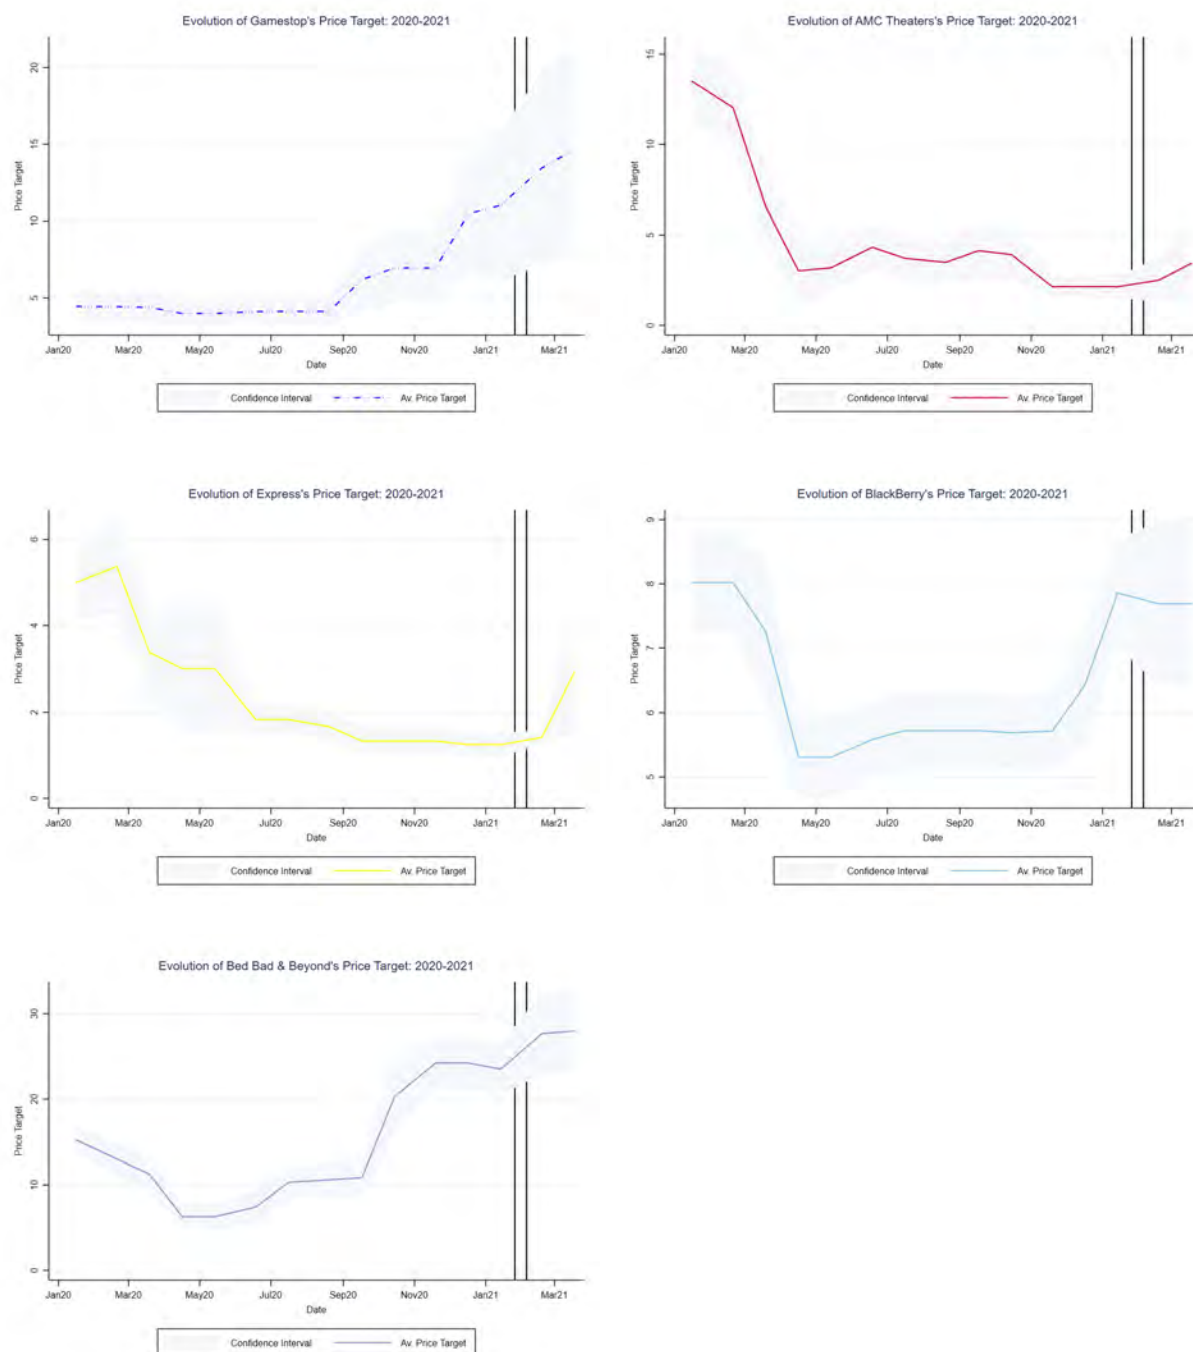 Evolution of Gamestop's Price Target: 2020-2021
Price Target
20
15
10
5
Jan20 Mar20 May20 Jul20 Sep20 Nov20 Jan21 Mar21
Date
Confidence Interval Av. Price Target
Evolution of AMC Theaters's Price Target: 2020-2021
Price Target
15
10
5
0
Jan20 Mar20 May20 Jul20 Sep20 Nov20 Jan21 Mar21
Date
Confidence Interval Av. Price Target
Evolution of Express's Price Target: 2020-2021
Price Target
6
4
2
0
Jan20 Mar20 May20 Jul20 Sep20 Nov20 Jan21 Mar21
Date
Confidence Interval Av. Price Target
Evolution of BlackBerry's Price Target: 2020-2021
Price Target
9
8
7
6
5
Jan20 Mar20 May20 Jul20 Sep20 Nov20 Jan21 Mar21
Date
Confidence Interval Av. Price Target
Evolution of Bed Bad & Beyond's Price Target: 2020-2021
Price Target
30
20
10
0
Jan20 Mar20 May20 Jul20 Sep20 Nov20 Jan21 Mar21
Date
Confidence Interval Av. Price Target